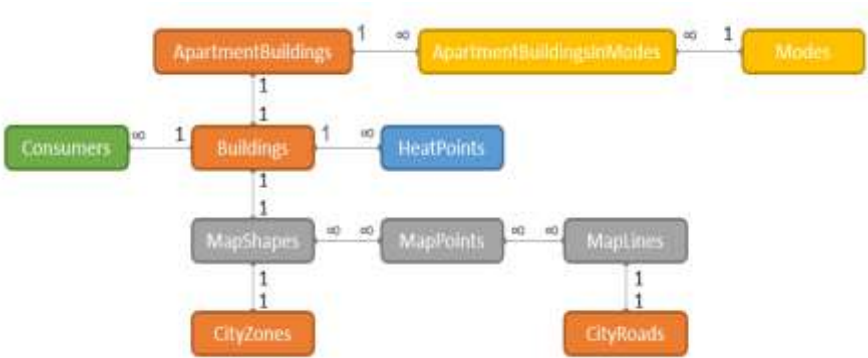 1 ∞ ∞ 1
ApartmentBuildings ApartmentBuildingsInModes Modes
1
1
∞ 1 1 ∞
Consumers Buildings HeatPoints
1
1
∞ ∞ ∞ ∞
MapShapes MapPoints MapLines
1 1
1 1
CityZones CityRoads